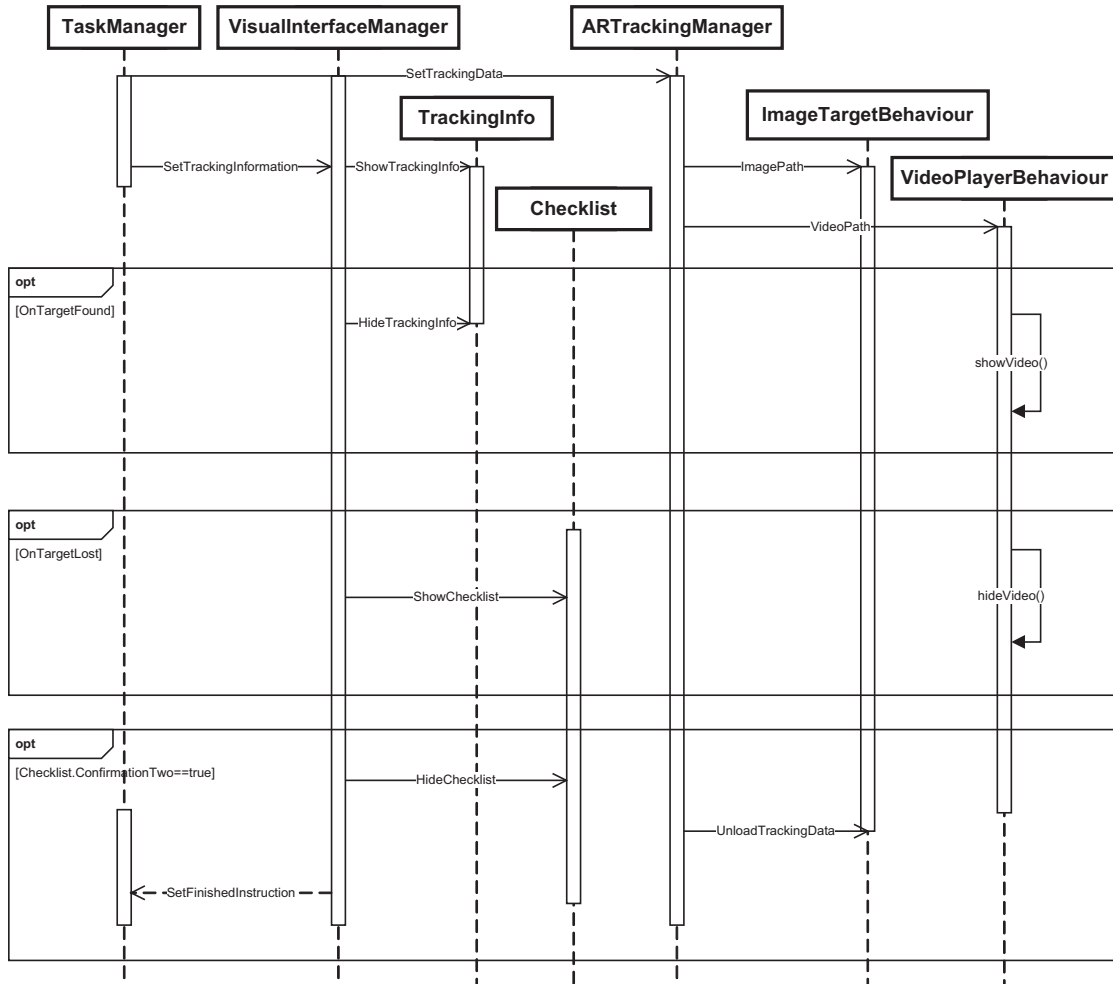 TaskManager
VisualInterfaceManager
ARTrackingManager
SetTrackingData
TrackingInfo
ImageTargetBehaviour
SetTrackingInformation
ShowTrackingInfo
ImagePath
VideoPlayerBehaviour
Checklist
VideoPath
opt
[OnTargetFound]
HideTrackingInfo
showVideo()
opt
[OnTargetLost]
ShowChecklist
hideVideo()
opt
[Checklist.ConfirmationTwo==true]
HideChecklist
UnloadTrackingData
SetFinishedInstruction